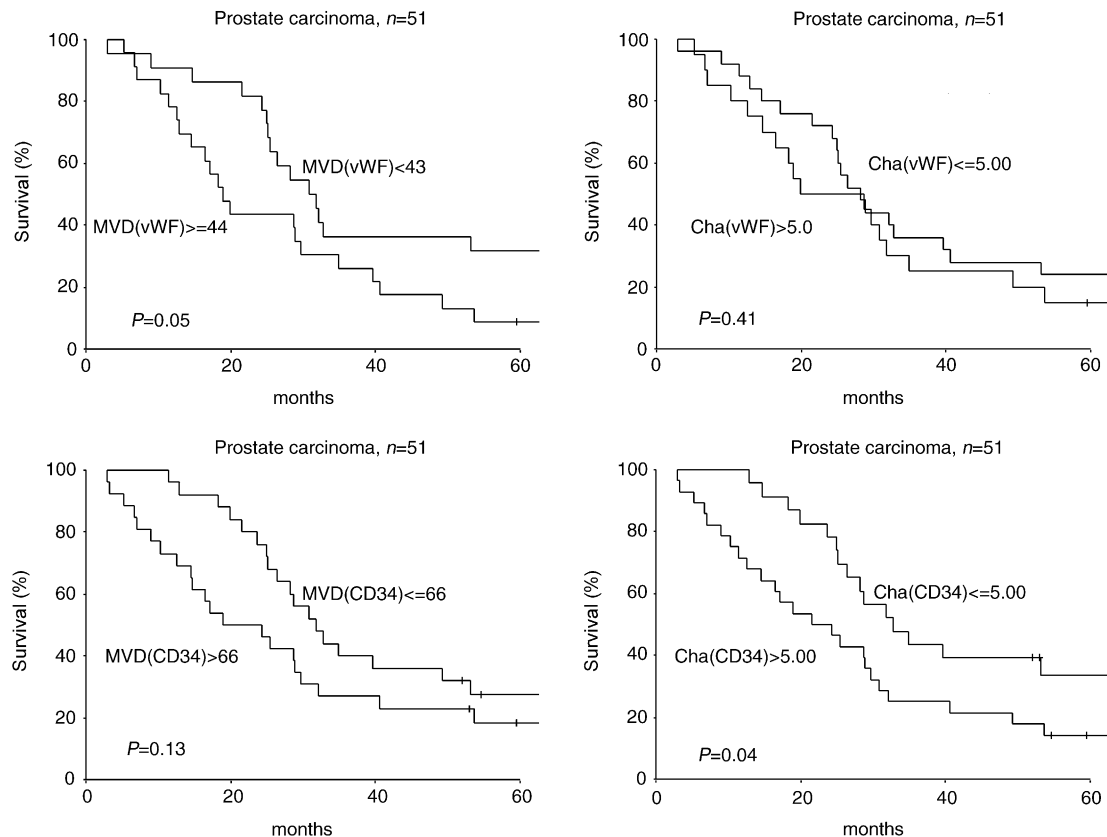 Prostate carcinoma, n=51
100
80
60
40
20
0
Survival (%)
MVD(vWF)<43
MVD(vWF)>=44
P=0.05
0 20 40 60
months
Prostate carcinoma, n=51
100
80
60
40
20
0
Survival (%)
Cha(vWF)<=5.00
Cha(vWF)>5.0
P=0.41
0 20 40 60
months
Prostate carcinoma, n=51
100
80
60
40
20
0
Survival (%)
MVD(CD34)<=66
MVD(CD34)>66
P=0.13
0 20 40 60
months
Prostate carcinoma, n=51
100
80
60
40
20
0
Survival (%)
Cha(CD34)<=5.00
Cha(CD34)>5.00
P=0.04
0 20 40 60
months